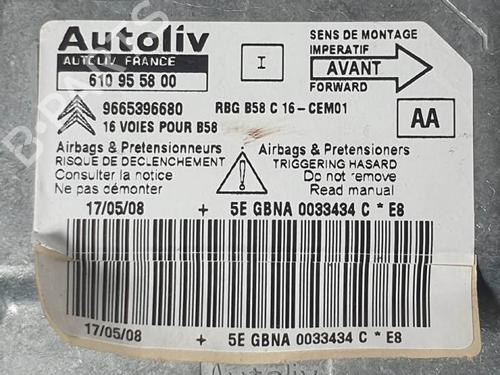 Autoliv
AUTOLIV FRANCE
610 95 58 00
I
SENS DE MONTAGE
IMPERATIF
AVANT
FORWARD
9665396680
16 VOIES POUR B58
RBG B58 C 16-CEM01
AA
Airbags & Pretensionneurs
RISQUE DE DECLENCHEMENT
Consulter la notice
Ne pas démonter
Airbags & Pretensioners
TRIGGERING HASARD
Do not remove
Read manual
17/05/08 + 5E GBNA 0033434 C * E8
17/05/08 + 5E GBNA 0033434 C * E8
Autoliv